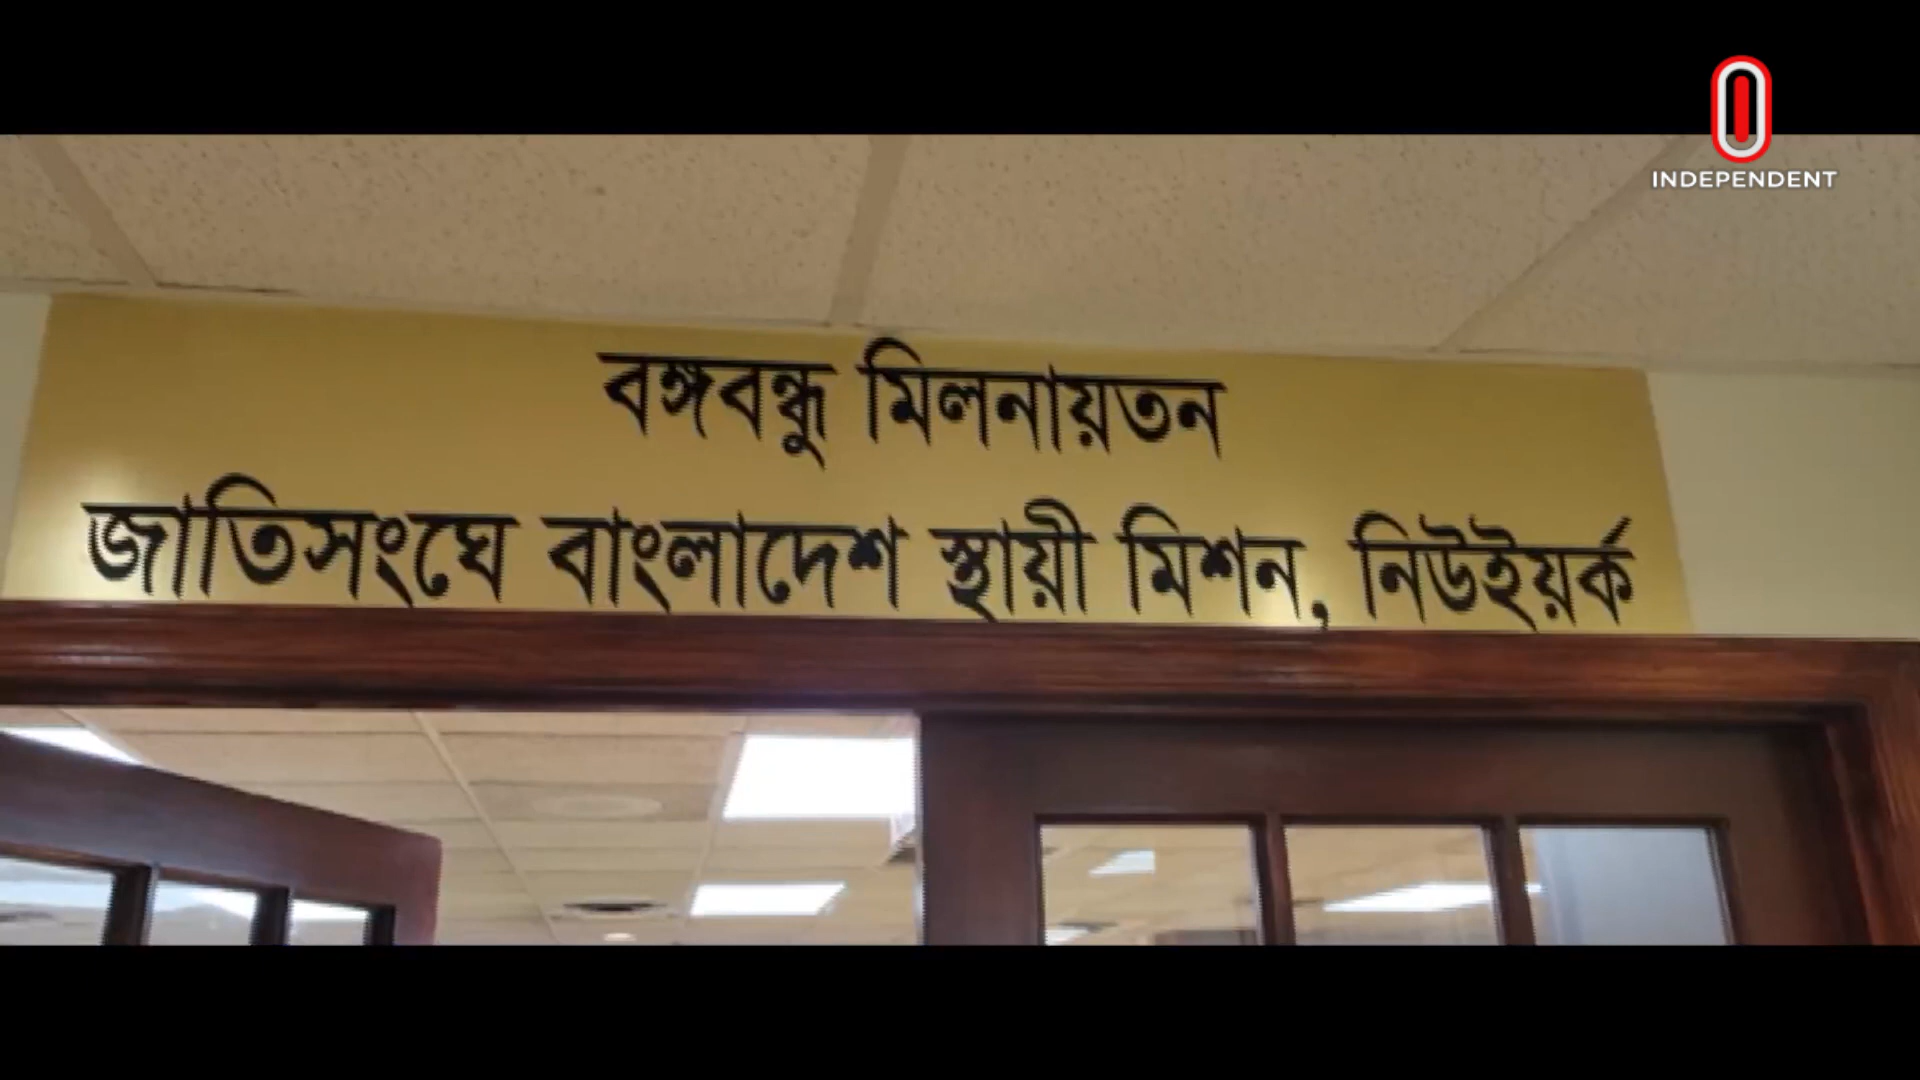 INDEPENDENT
বঙ্গবন্ধু মিলনায়তন
জাতিসংঘে বাংলাদেশ স্থায়ী মিশন, নিউইয়র্ক